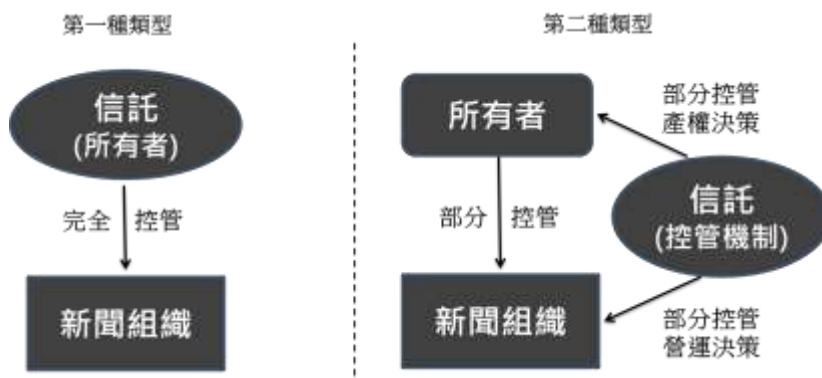 第一種類型
信託
(所有者)
完全 控管
新聞組織
第二種類型
所有者
部分控管
產權決策
信託
(控管機制)
部分 控管
新聞組織
部分控管
營運決策